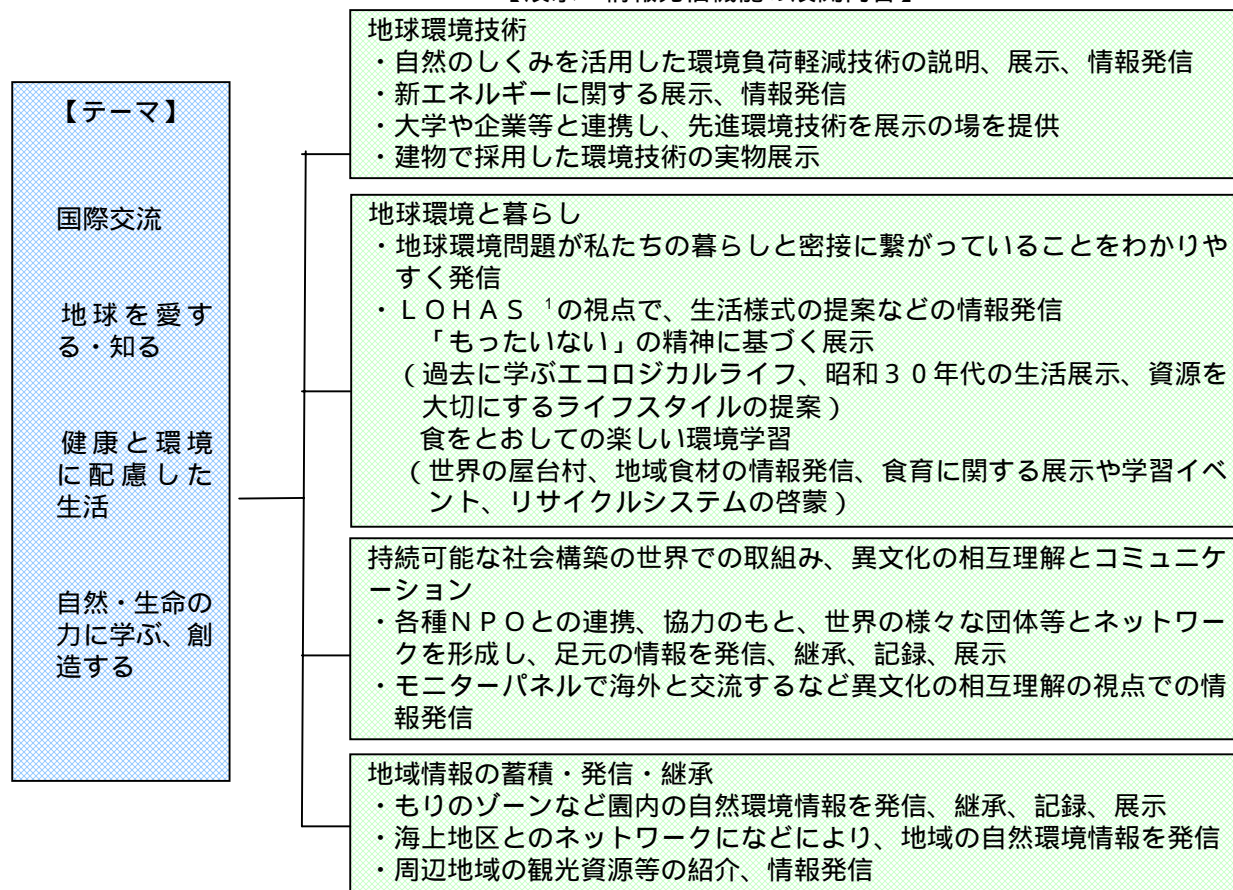 【テーマ】
国際交流
地球を愛す
る・知る
健康と環境
に配慮した
生活
自然・生命の
力に学ぶ、創
造する
地球環境技術
・自然のしくみを活用した環境負荷軽減技術の説明、展示、情報発信
・新エネルギーに関する展示、情報発信
・大学や企業等と連携し、先進環境技術を展示の場を提供
・建物で採用した環境技術の実物展示
地球環境と暮らし
・地球環境問題が私たちの暮らしと密接に繋がっていることをわかりや
すく発信
・ＬＯＨＡＳ¹の視点で、生活様式の提案などの情報発信
「もったいない」の精神に基づく展示
（過去に学ぶエコロジカルライフ、昭和３０年代の生活展示、資源を
大切にするライフスタイルの提案）
食をとおしての楽しい環境学習
（世界の屋台村、地域食材の情報発信、食育に関する展示や学習イベ
ント、リサイクルシステムの啓蒙）
持続可能な社会構築の世界での取組み、異文化の相互理解とコミュニケ
ーション
・各種ＮＰＯとの連携、協力のもと、世界の様々な団体等とネットワー
クを形成し、足元の情報を発信、継承、記録、展示
・モニターパネルで海外と交流するなど異文化の相互理解の視点での情
報発信
地域情報の蓄積・発信・継承
・もりのゾーンなど園内の自然環境情報を発信、継承、記録、展示
・海上地区とのネットワークになどにより、地域の自然環境情報を発信
・周辺地域の観光資源等の紹介、情報発信